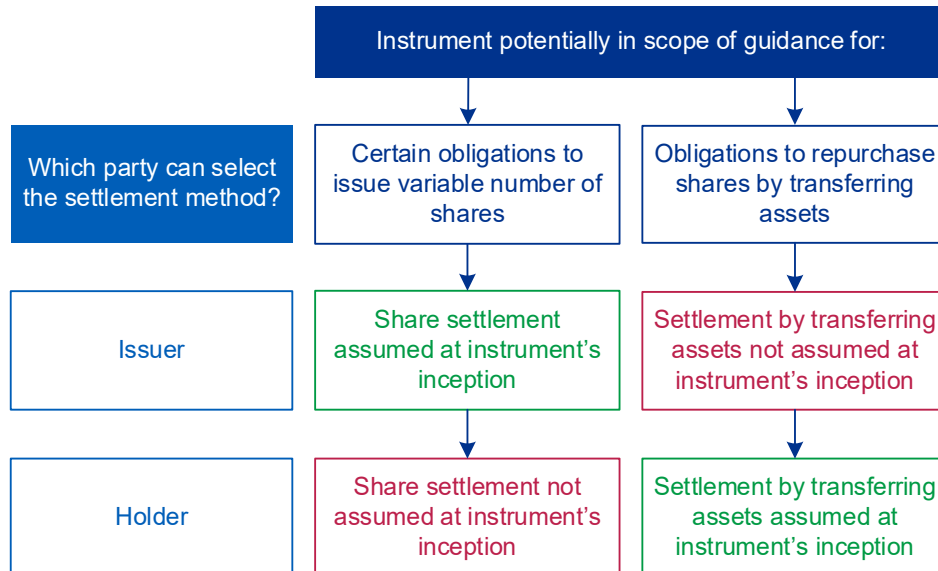 Instrument potentially in scope of guidance for:
Which party can select
the settlement method?
Certain obligations to
issue variable number of
shares
Obligations to repurchase
shares by transferring
assets
Issuer
Share settlement
assumed at instrument's
inception
Settlement by transferring
assets not assumed at
instrument's inception
Holder
Share settlement not
assumed at instrument's
inception
Settlement by transferring
assets assumed at
instrument's inception